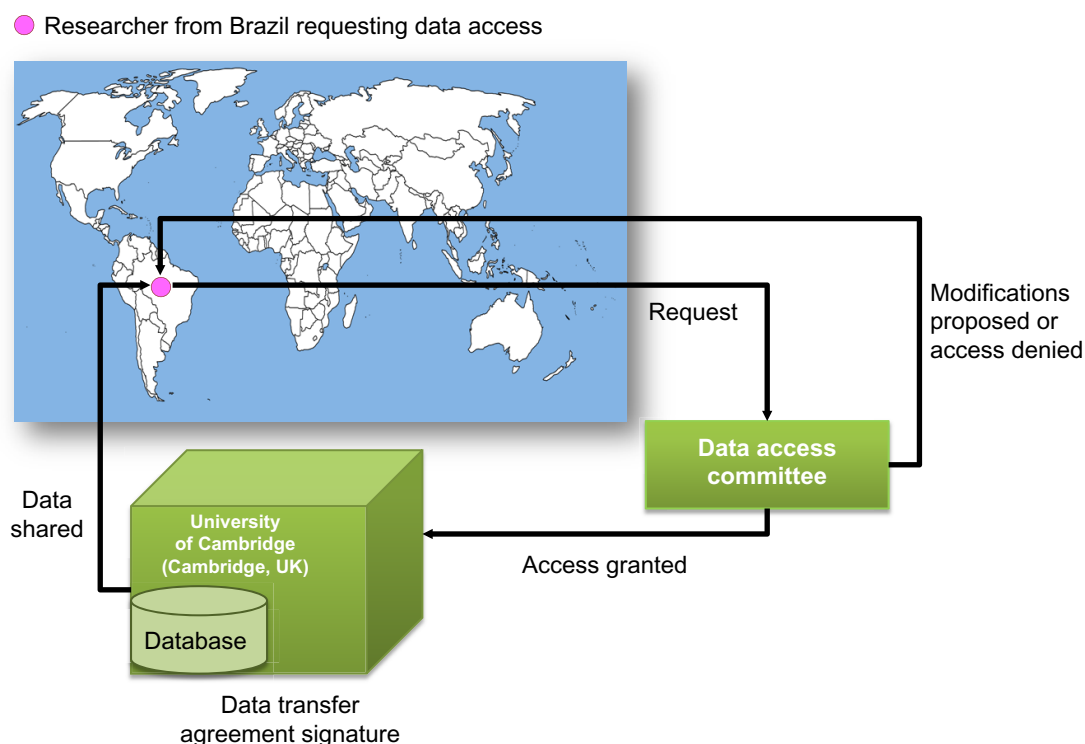 Researcher from Brazil requesting data access
Request
Modifications
proposed or
access denied
Data access
committee
Data
shared
University
of Cambridge
(Cambridge, UK)
Access granted
Database
Data transfer
agreement signature